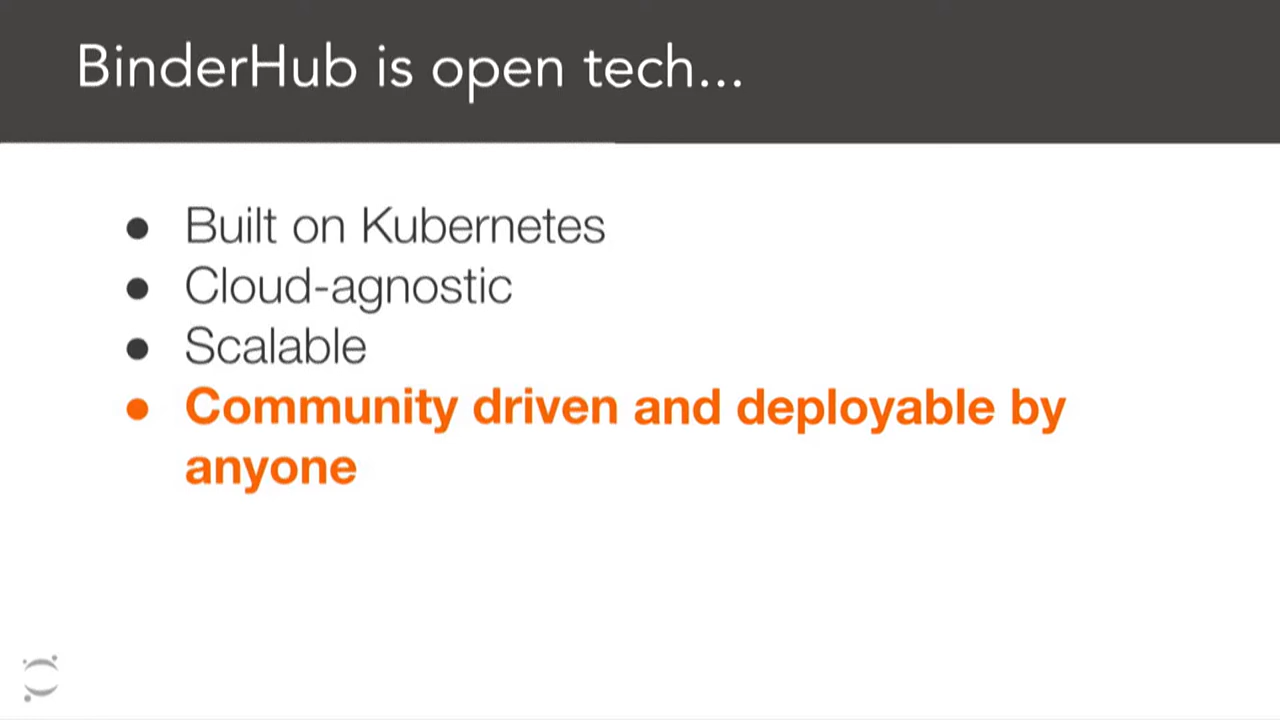 BinderHub is open tech...
● Built on Kubernetes
● Cloud-agnostic
● Scalable
● Community driven and deployable by
anyone